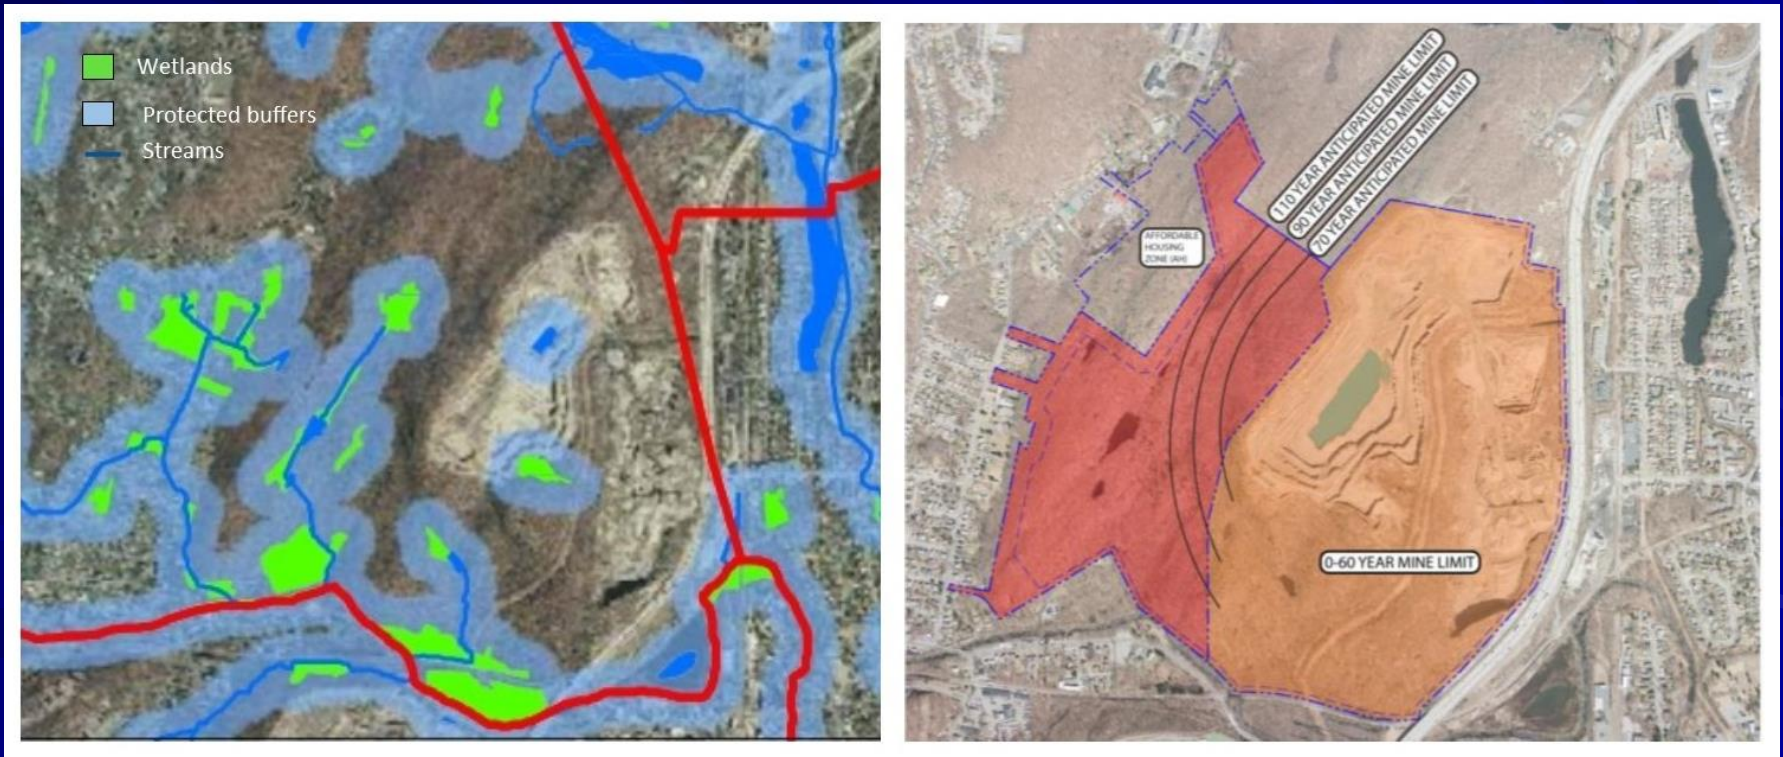 Wetlands
Protected buffers
Streams
110 YEAR ANTICIPATED MINE LIMIT
90 YEAR ANTICIPATED MINE LIMIT
70 YEAR ANTICIPATED MINE LIMIT
AFFORDABLE
HOUSING
ZONE (AH)
0-60 YEAR MINE LIMIT